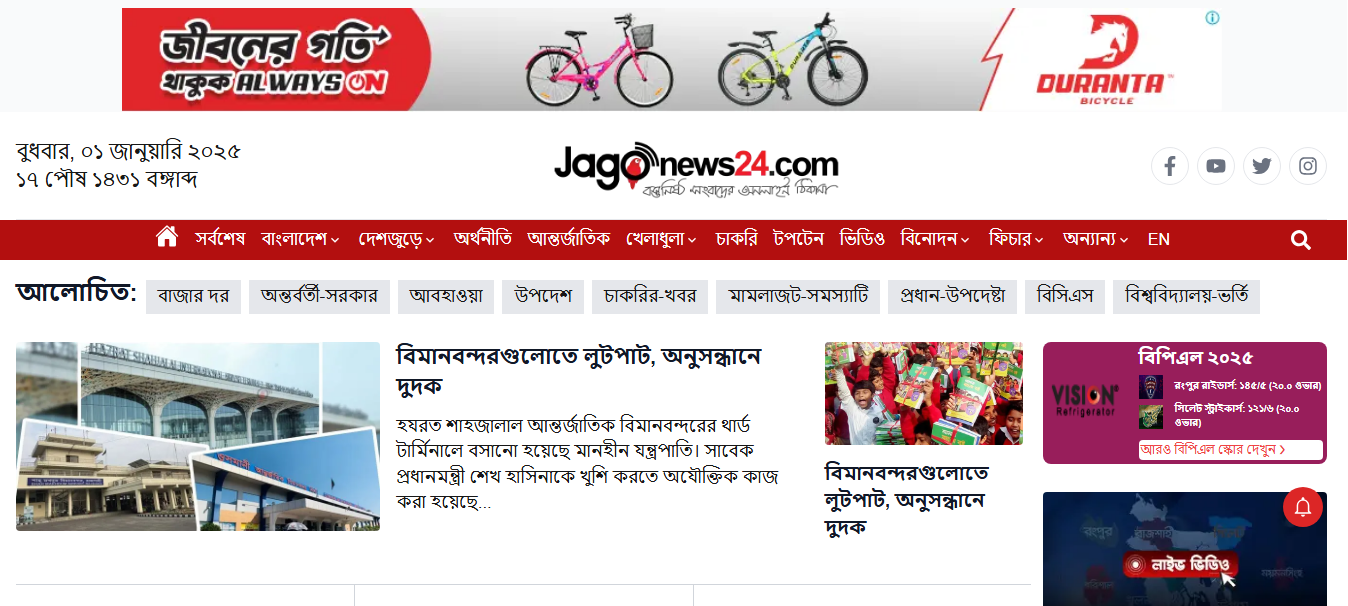 জীবনের গতি
থাকুক ALWAYS ON
DURANTA
BICYCLE
বুধবার, ০১ জানুয়ারি ২০২৫
১৭ পৌষ ১৪৩১ বঙ্গাব্দ
Jagonews24.com
সর্বশেষ বাংলাদেশ দেশজুড়ে অর্থনীতি আন্তর্জাতিক খেলাধুলা চাকরি টপটেন ভিডিও বিনোদন ফিচার অন্যান্য EN
আলোচিত: বাজার দর অন্তর্বর্তী-সরকার আবহাওয়া উপদেশ চাকরির-খবর মামলাজট-সমস্যাটি প্রধান-উপদেষ্টা বিসিএস বিশ্ববিদ্যালয়-ভর্তি
বিমানবন্দরগুলোতে লুটপাট, অনুসন্ধানে
দুদক
হযরত শাহজালাল আন্তর্জাতিক বিমানবন্দরের থার্ড
টার্মিনালে বসানো হয়েছে মানহীন যন্ত্রপাতি। সাবেক
প্রধানমন্ত্রী শেখ হাসিনাকে খুশি করতে অযৌক্তিক কাজ
করা হয়েছে...
বিমানবন্দরগুলোতে
লুটপাট, অনুসন্ধানে
দুদক
বিপিএল ২০২৫
VISION
Refrigerator
রংপুর রাইডার্স: ১৪৫/৫ (২০.০ ওভার)
সিলেট স্ট্রাইকার্স: ১২১/৬ (২০.০
ওভার)
আরও বিপিএল স্কোর দেখুন
রংপুর
রাজশাহী
লাইভ ভিডিও